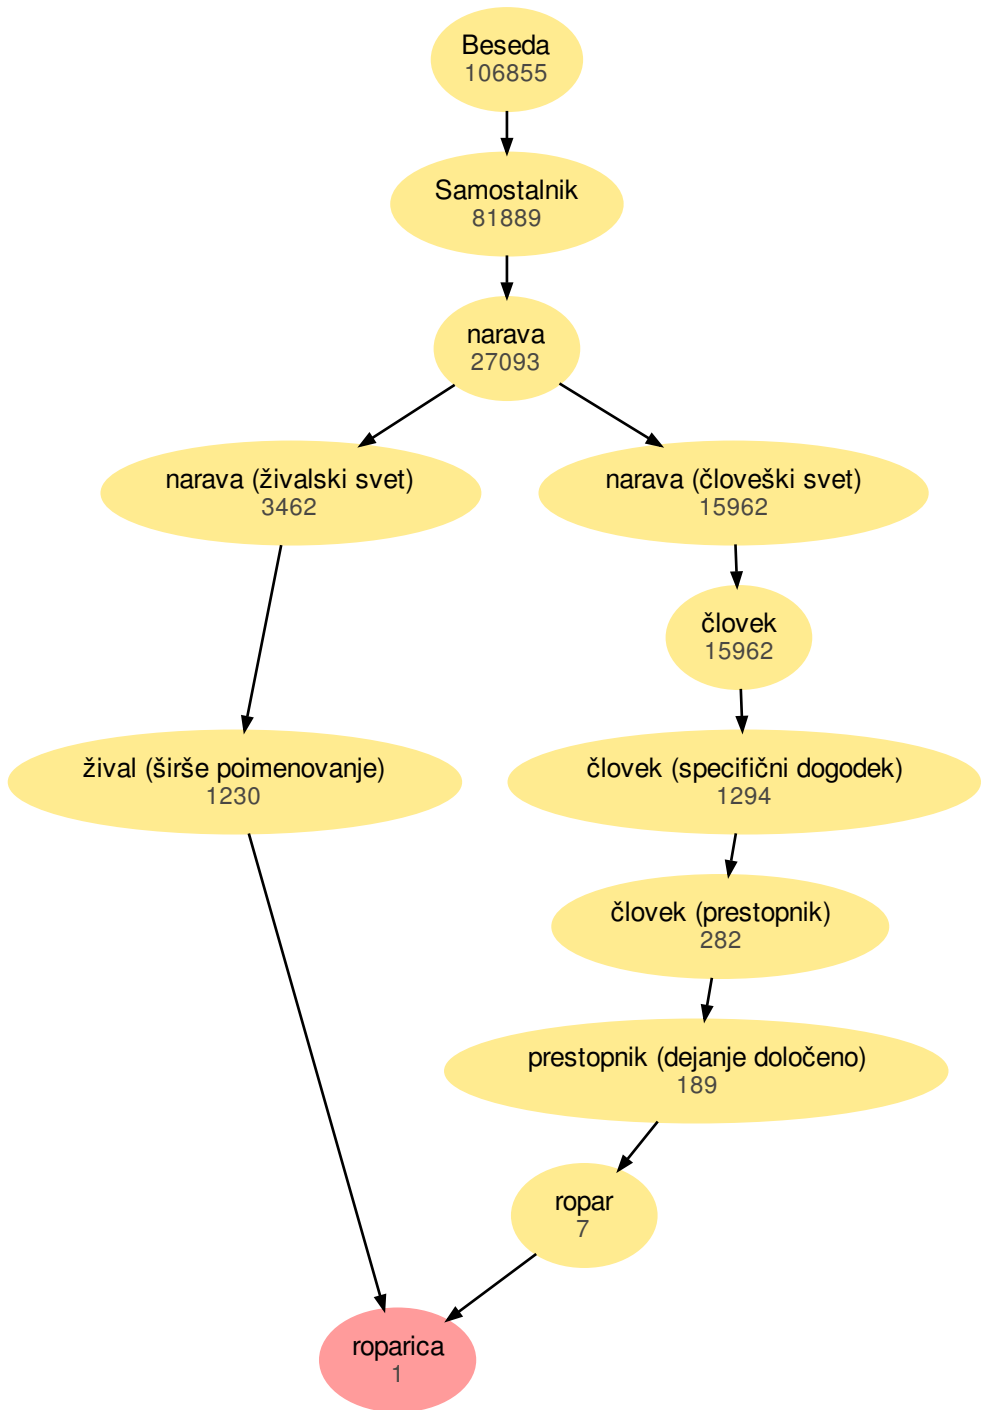 Beseda
106855
Samostalnik
81889
narava
27093
narava (živalski svet)
3462
narava (človeški svet)
15962
človek
15962
žival (širše poimenovanje)
1230
človek (specifični dogodek)
1294
človek (prestopnik)
282
prestopnik (dejanje določeno)
189
ropar
7
roparica
1